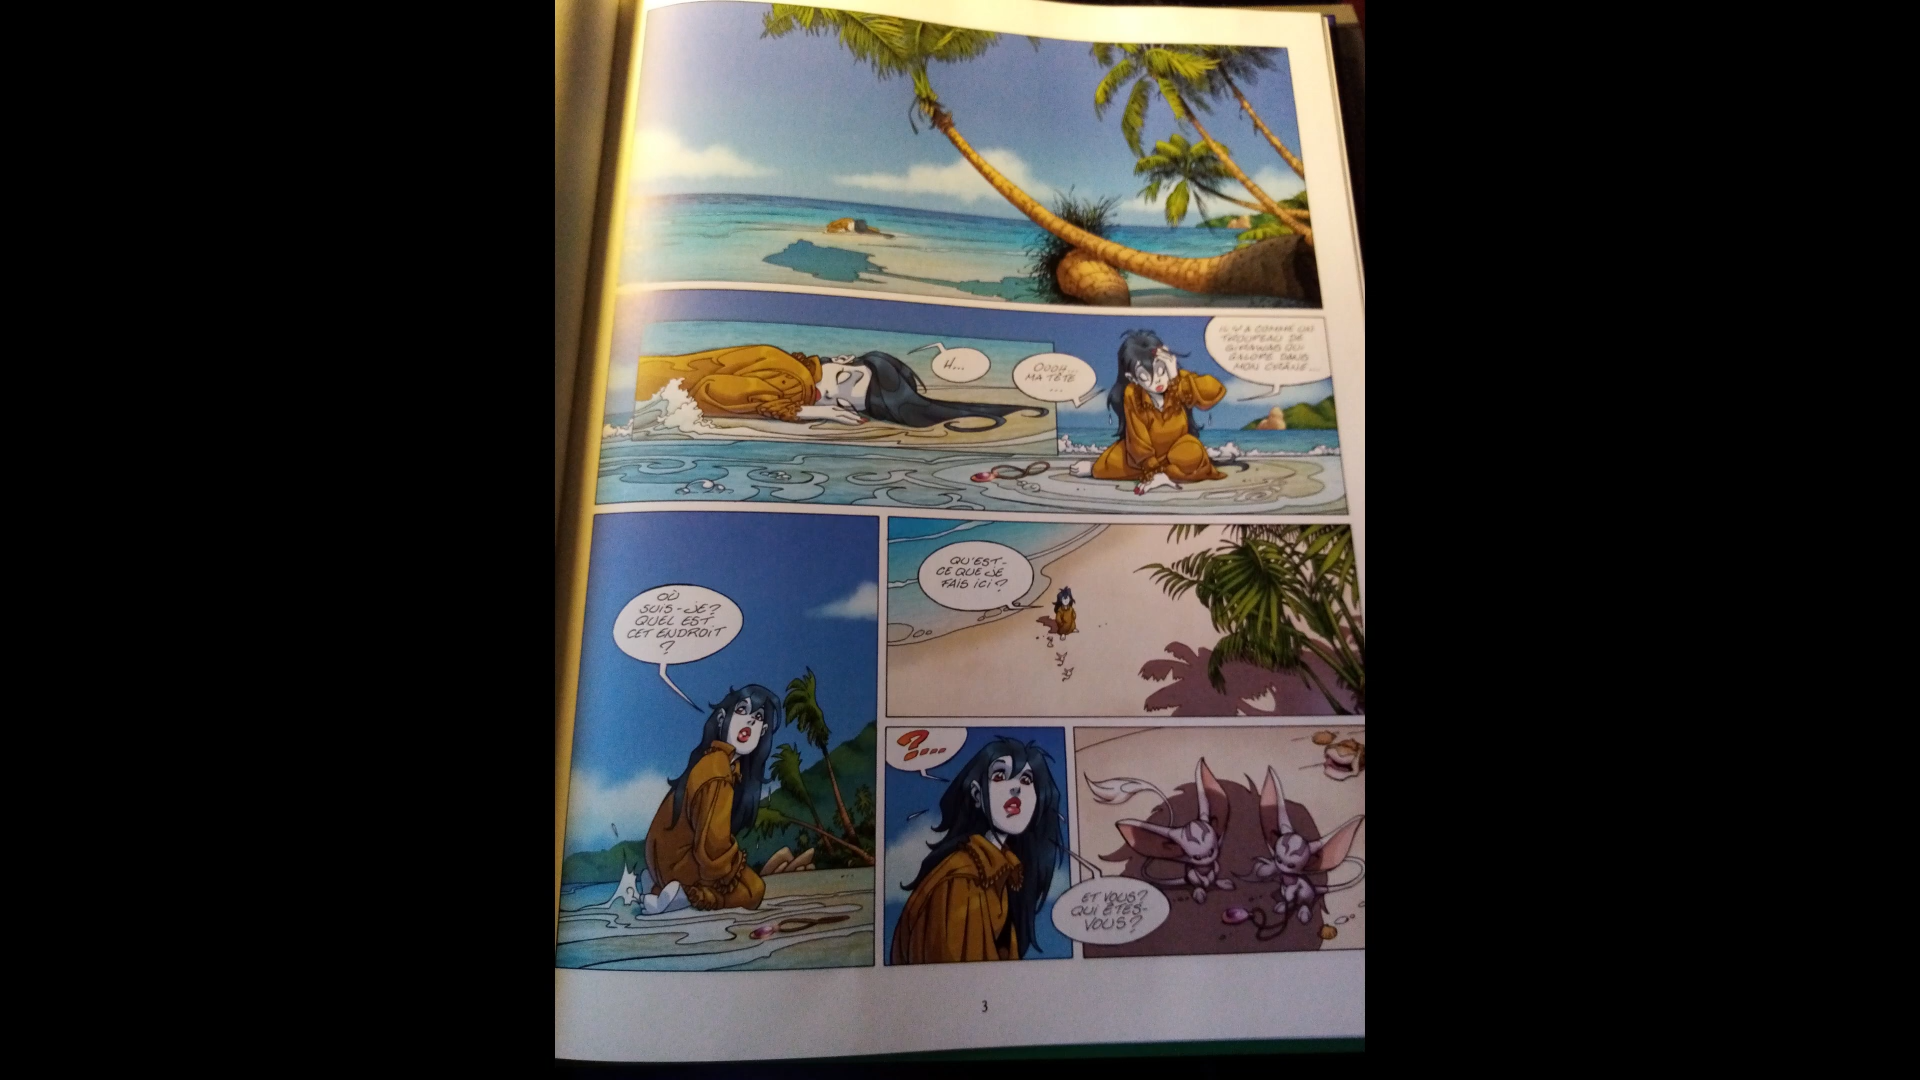 H...
OOOH...
MA TÊTE
...
IL Y A COMME UN
TROUPEAU DE
QUI
GALOPE DANS
MON CRÂNE...
OÙ
SUIS-JE?
QUEL EST
CET ENDROIT
?
QU'EST-
CE QUE JE
FAIS ICI?
?...
ET VOUS?
QUI ÊTES-
VOUS?
3